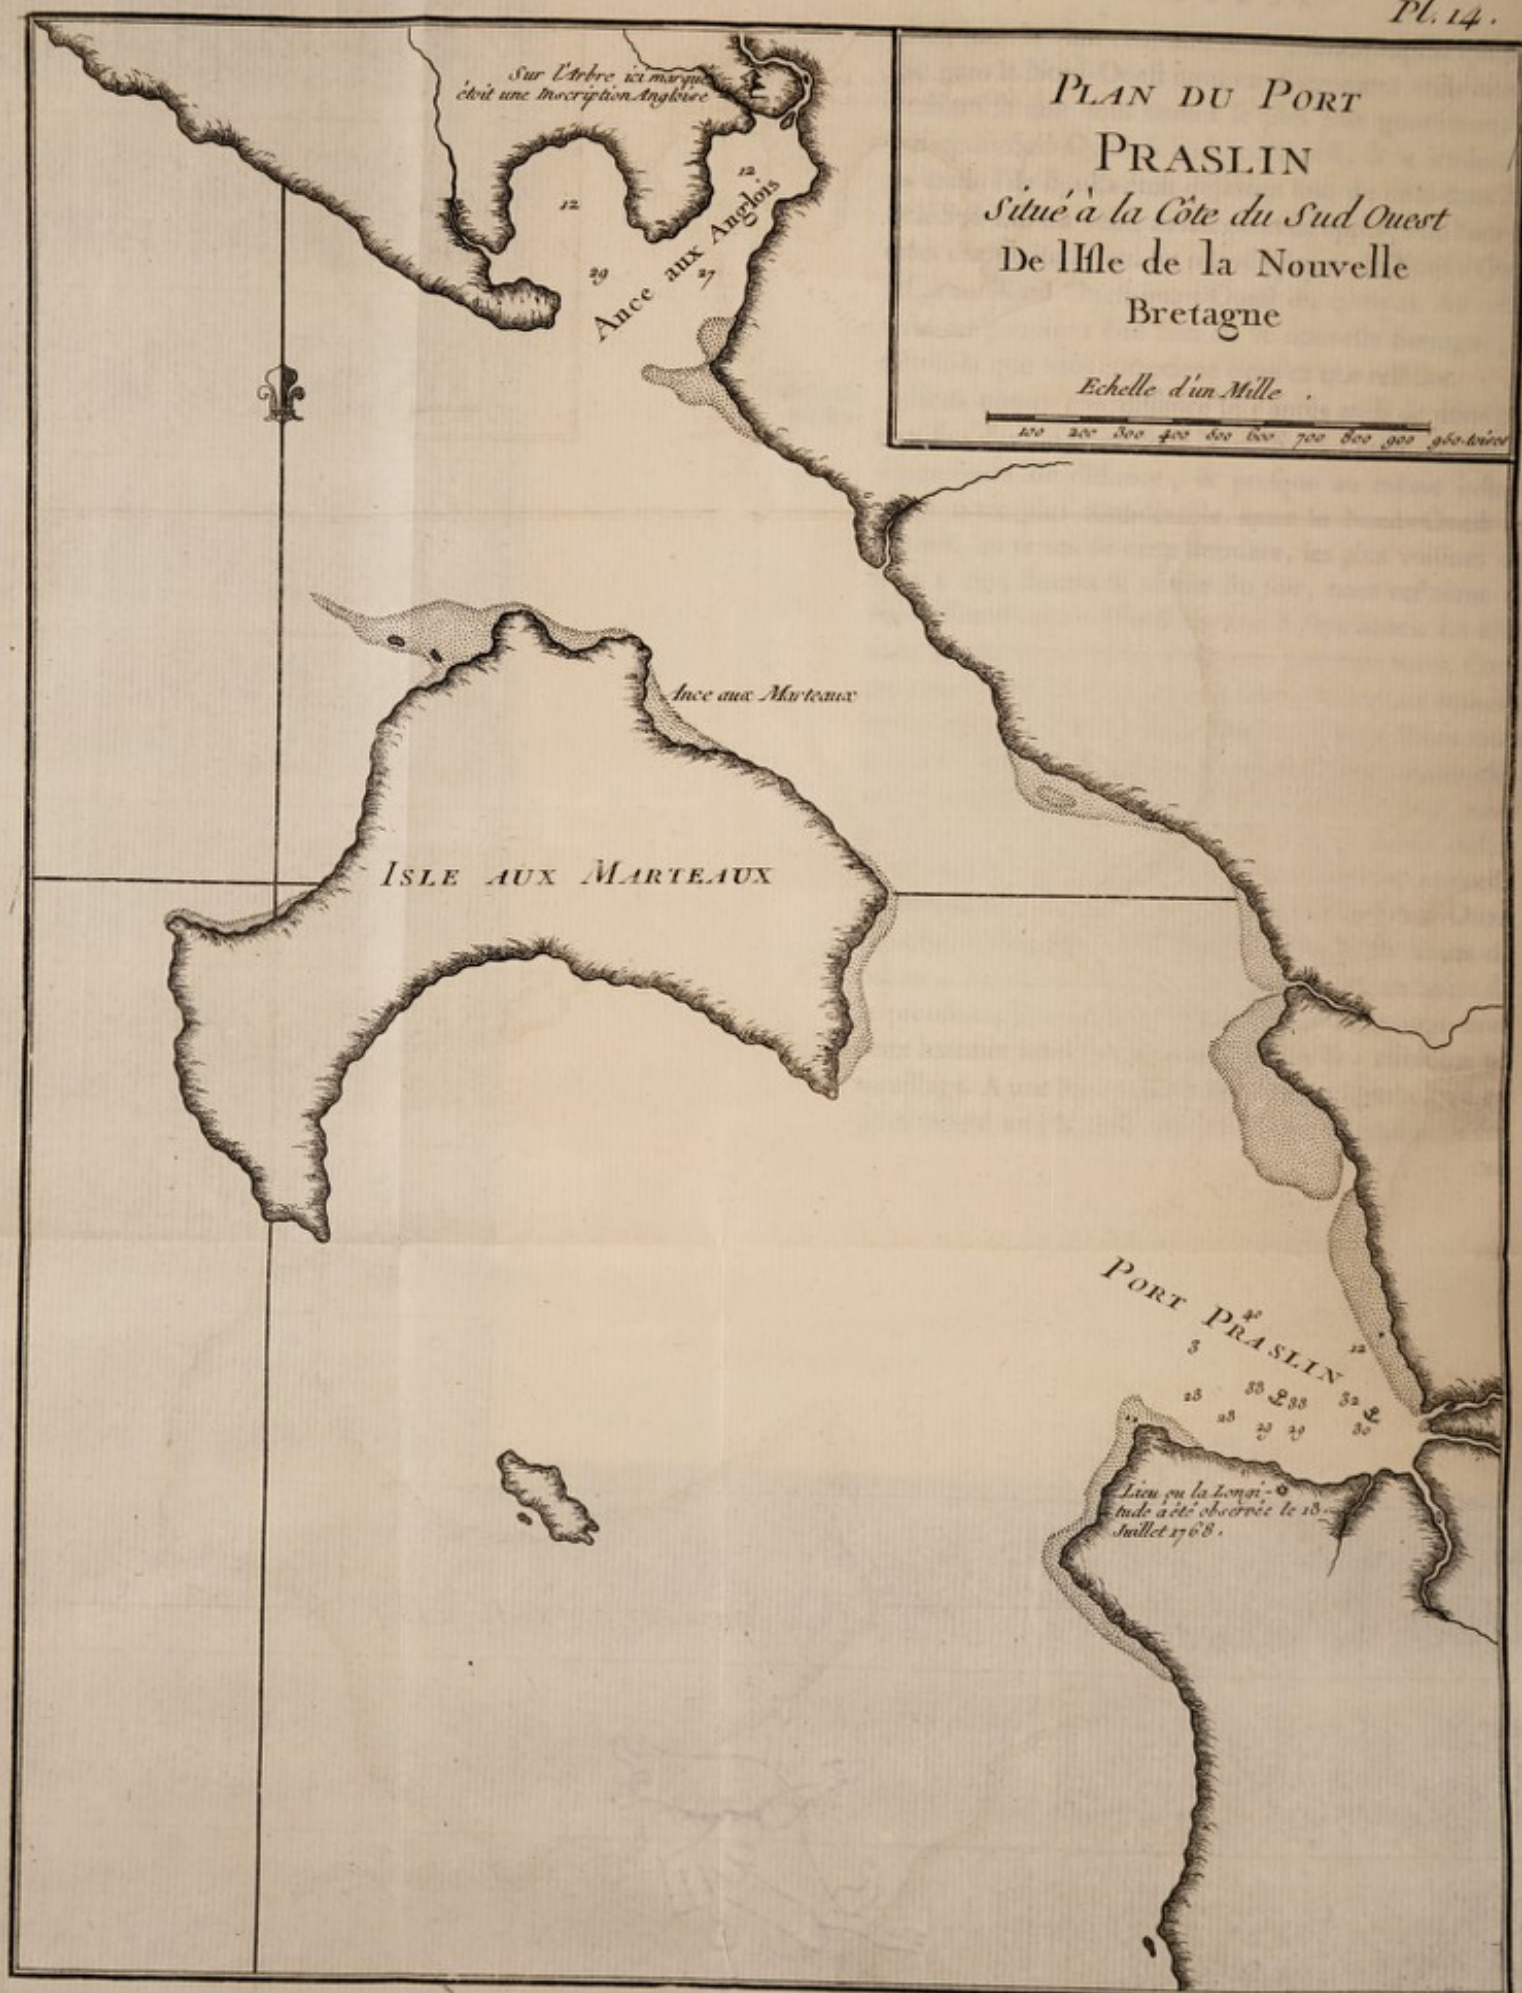 Pl. 14.
PLAN DU PORT
PRASLIN
Situé à la Côte du Sud Ouest
De l'Isle de la Nouvelle
Bretagne
Echelle d'un Mille .
100 200 300 400 500 600 700 800 900 950 toises
Sur l'Arbre ici marqué
étoit une Inscription Angloise
12
12
29
27
Ance aux Anglois
Ance aux Marteaux
ISLE AUX MARTEAUX
PORT PRASLIN
3
12
28
33
33
32
28
29
29
30
Lieu ou la Longi-
tude a été observée le 13
Juillet 1768.